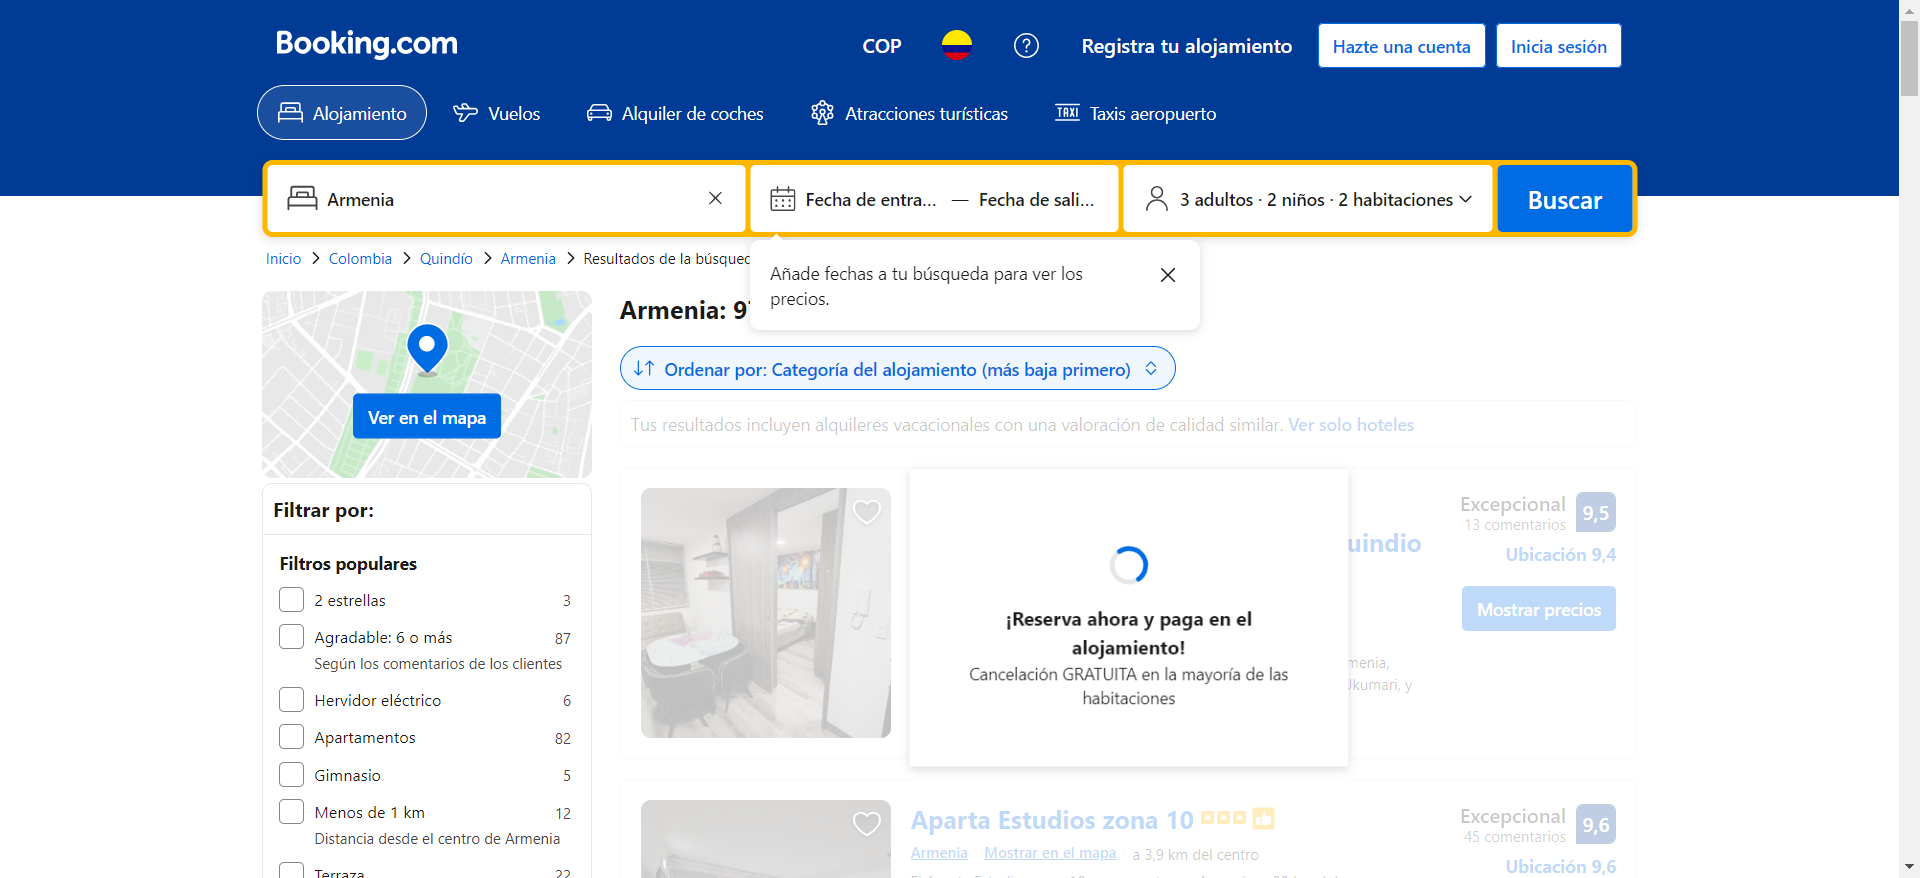 Booking.com
COP
Registra tu alojamiento
Hazte una cuenta
Inicia sesión
Alojamiento
Vuelos
Alquiler de coches
Atracciones turísticas
TAXI
Taxis aeropuerto
Armenia
Fecha de entra... — Fecha de sali...
3 adultos · 2 niños · 2 habitaciones
Buscar
Inicio > Colombia > Quindío > Armenia > Resultados de la búsqued
Añade fechas a tu búsqueda para ver los
precios.
Armenia: 9
Ver en el mapa
Ordenar por: Categoría del alojamiento (más baja primero)
Tus resultados incluyen alquileres vacacionales con una valoración de calidad similar. Ver solo hoteles
Filtrar por:
Filtros populares
2 estrellas 3
Agradable: 6 o más 87
Según los comentarios de los clientes
Hervidor eléctrico 6
Apartamentos 82
Gimnasio 5
Menos de 1 km 12
Distancia desde el centro de Armenia
Terraza 22
¡Reserva ahora y paga en el
alojamiento!
Cancelación GRATUITA en la mayoría de las
habitaciones
uindio
Excepcional 9,5
13 comentarios
Ubicación 9,4
Mostrar precios
menia,
Ukumari, y
Aparta Estudios zona 10
Armenia · Mostrar en el mapa · a 3,9 km del centro
Excepcional 9,6
45 comentarios
Ubicación 9,6